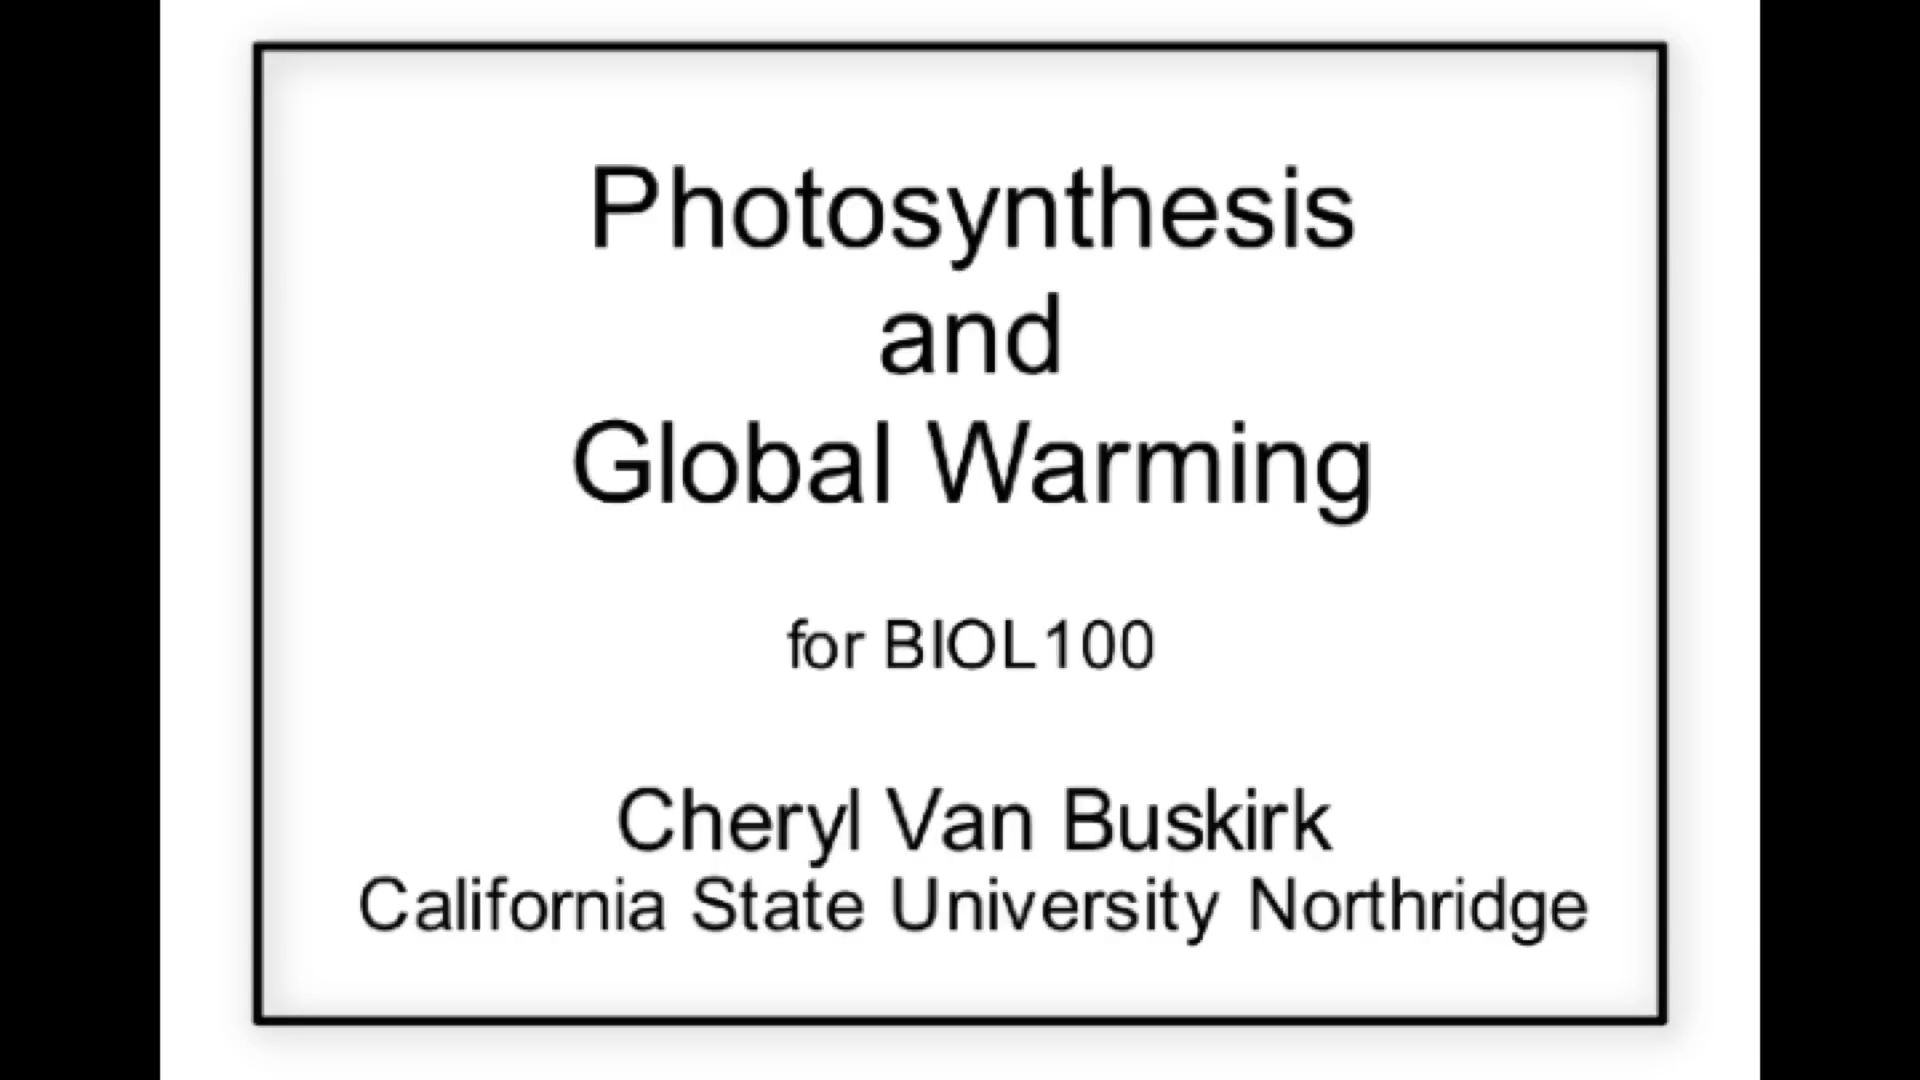 Photosynthesis
and
Global Warming
for BIOL100
Cheryl Van Buskirk
California State University Northridge